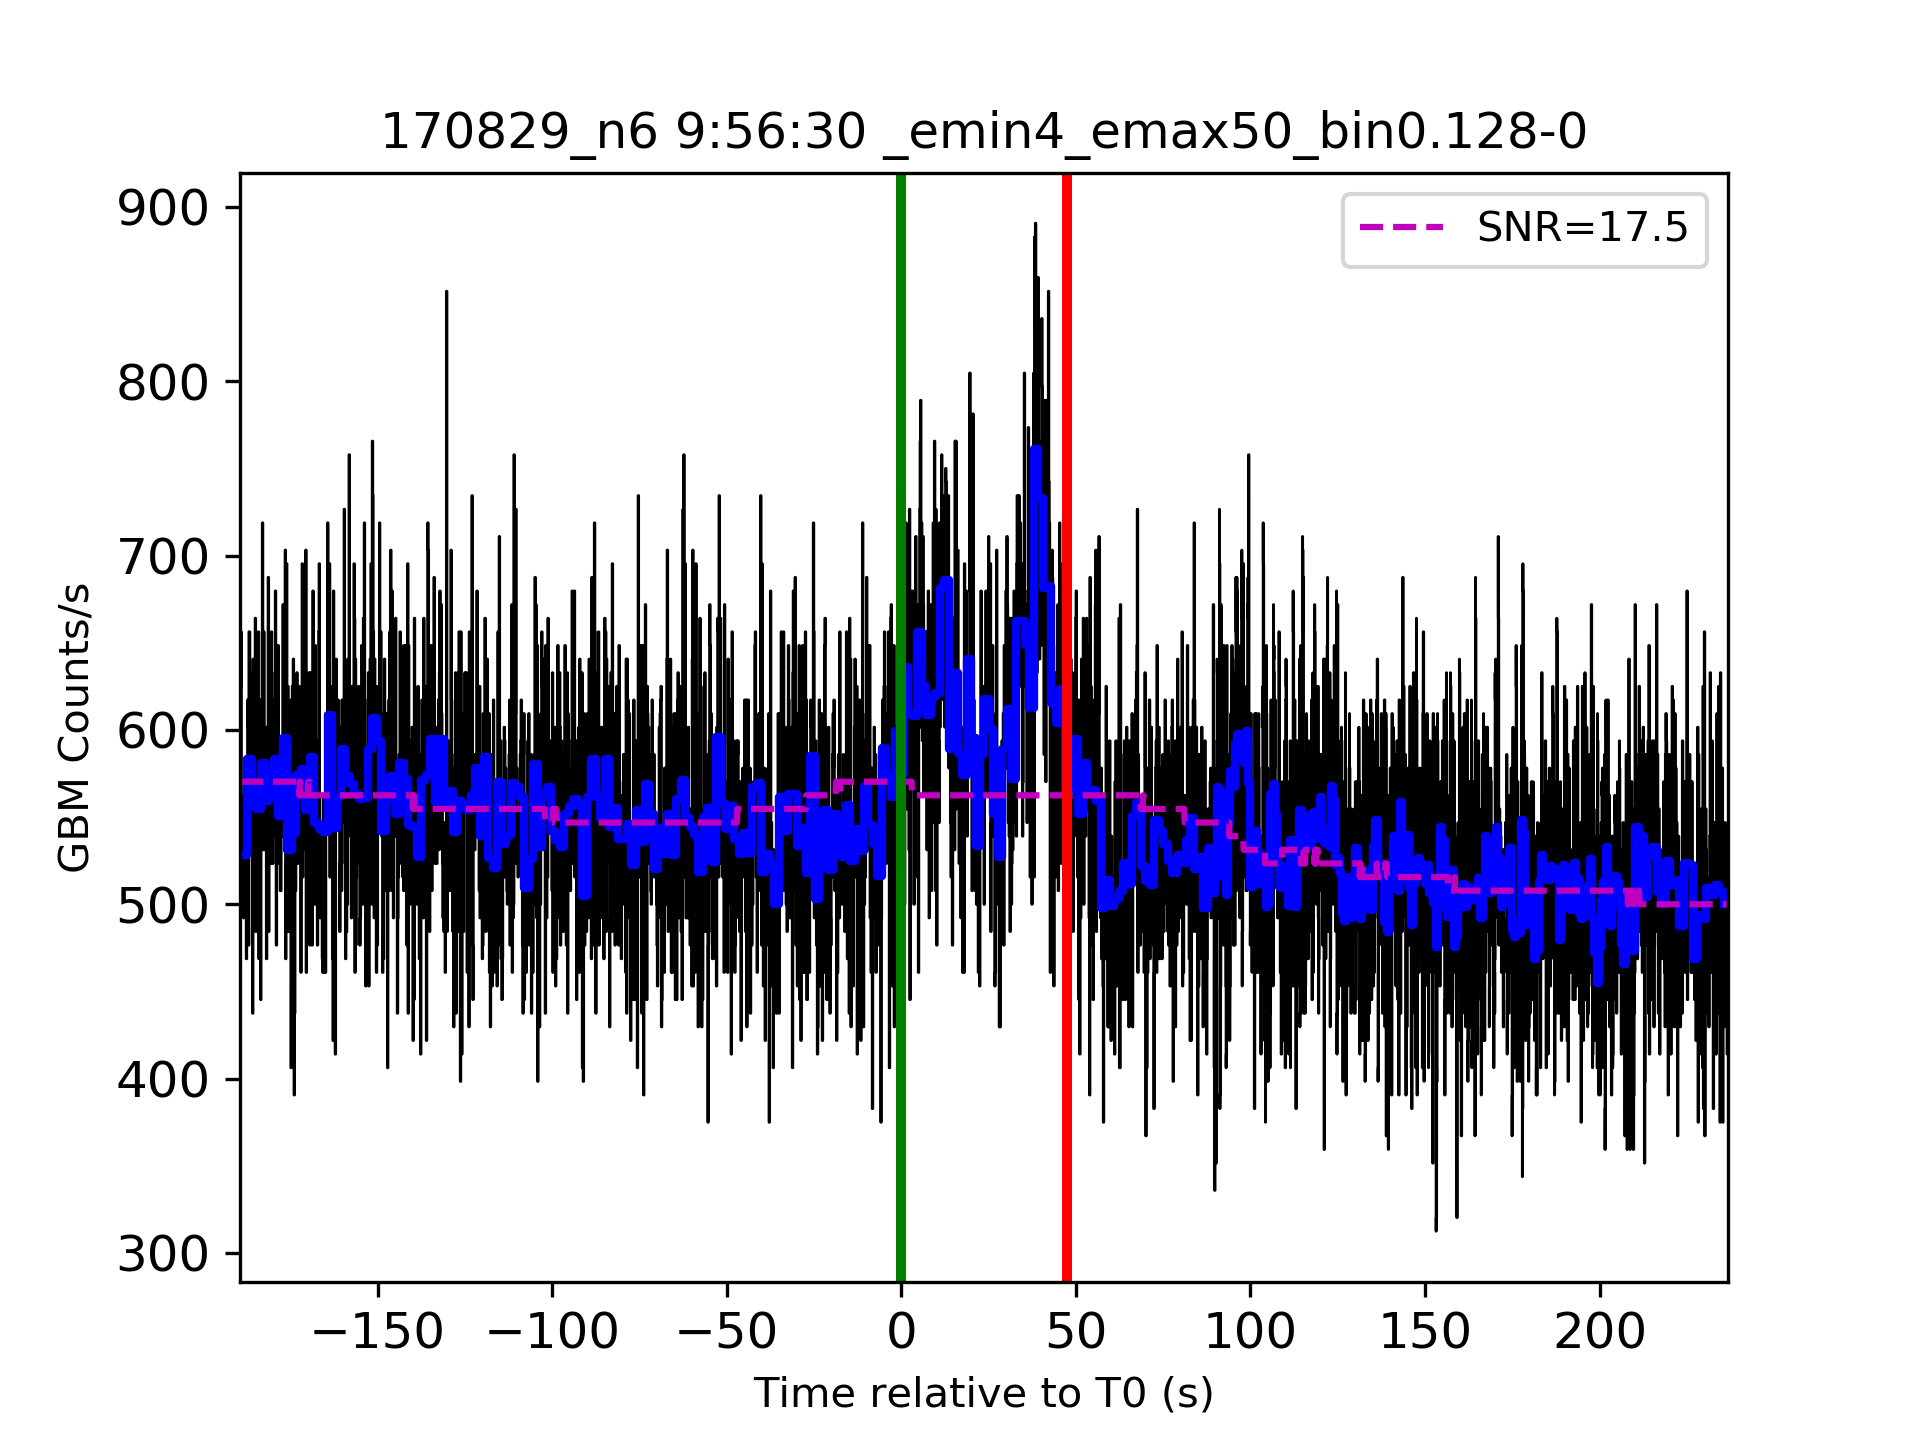 170829_n6 9:56:30 _emin4_emax50_bin0.128-0
SNR=17.5
900
800
700
600
500
400
300
GBM Counts/s
−150 −100 −50 0 50 100 150 200
Time relative to T0 (s)